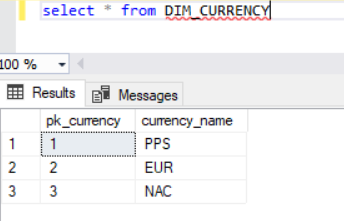 select * from DIM_CURRENCY
100 %
Results Messages
pk_currency currency_name
1 1 PPS
2 2 EUR
3 3 NAC